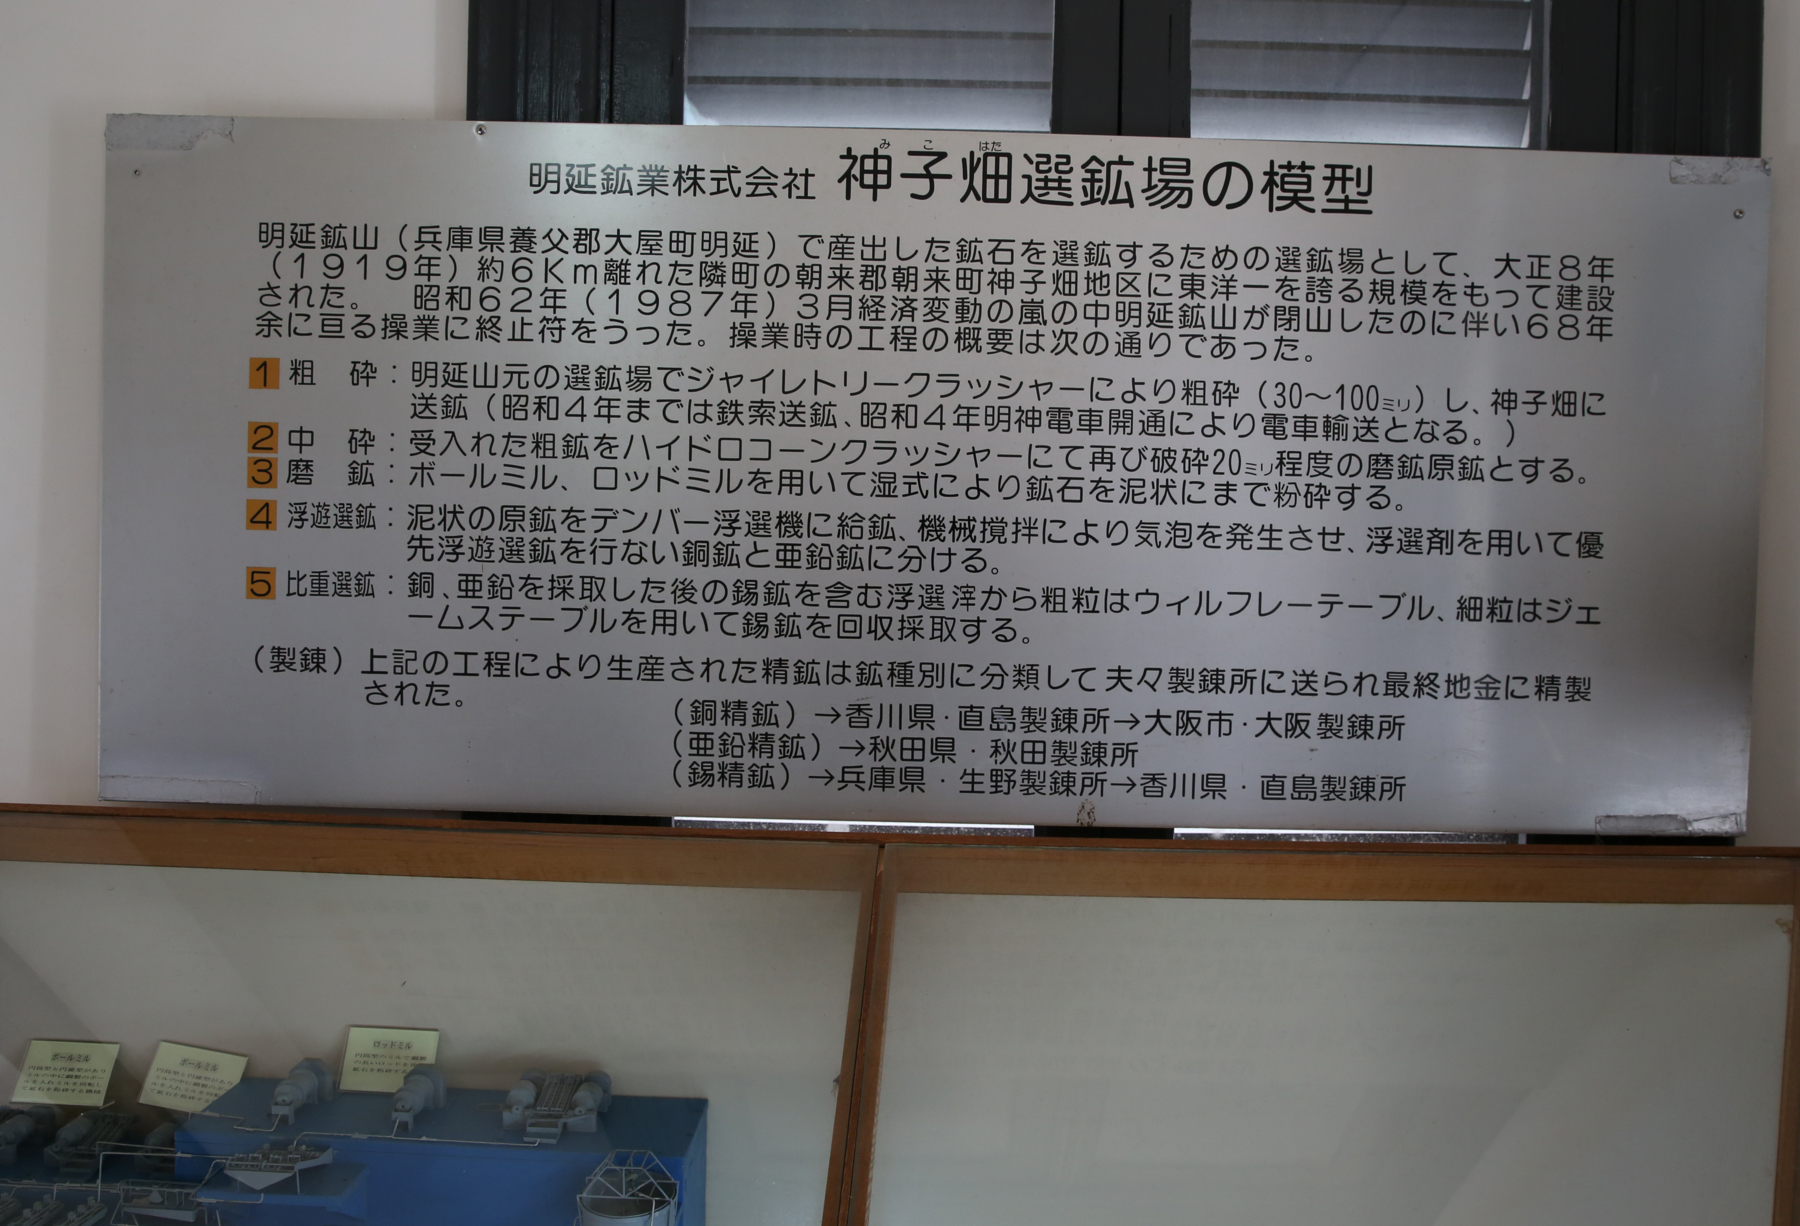 明延鉱業株式会社 神子畑選鉱場の模型
み こ はた
明延鉱山（兵庫県養父郡大屋町明延）で産出した鉱石を選鉱するための選鉱場として、大正８年
（１９１９年）約６Ｋｍ離れた隣町の朝来郡朝来町神子畑地区に東洋一を誇る規模をもって建設
された。 昭和６２年（１９８７年）３月経済変動の嵐の中明延鉱山が閉山したのに伴い６８年
余に亘る操業に終止符をうった。操業時の工程の概要は次の通りであった。
1 粗 砕：明延山元の選鉱場でジャイレトリークラッシャーにより粗砕（30〜100ミリ）し、神子畑に
送鉱（昭和４年までは鉄索送鉱、昭和４年明神電車開通により電車輸送となる。）
2 中 砕：受入れた粗鉱をハイドロコーンクラッシャーにて再び破砕20ミリ程度の磨鉱原鉱とする。
3 磨 鉱：ボールミル、ロッドミルを用いて湿式により鉱石を泥状にまで粉砕する。
4 浮遊選鉱：泥状の原鉱をデンバー浮選機に給鉱、機械撹拌により気泡を発生させ、浮選剤を用いて優
先浮遊選鉱を行ない銅鉱と亜鉛鉱に分ける。
5 比重選鉱：銅、亜鉛を採取した後の錫鉱を含む浮選滓から粗粒はウィルフレーテーブル、細粒はジェ
ームステーブルを用いて錫鉱を回収採取する。
（製錬）上記の工程により生産された精鉱は鉱種別に分類して夫々製錬所に送られ最終地金に精製
された。
（銅精鉱）→香川県・直島製錬所→大阪市・大阪製錬所
（亜鉛精鉱）→秋田県・秋田製錬所
（錫精鉱）→兵庫県・生野製錬所→香川県・直島製錬所
ボールミル
ボールミル
ロッドミル